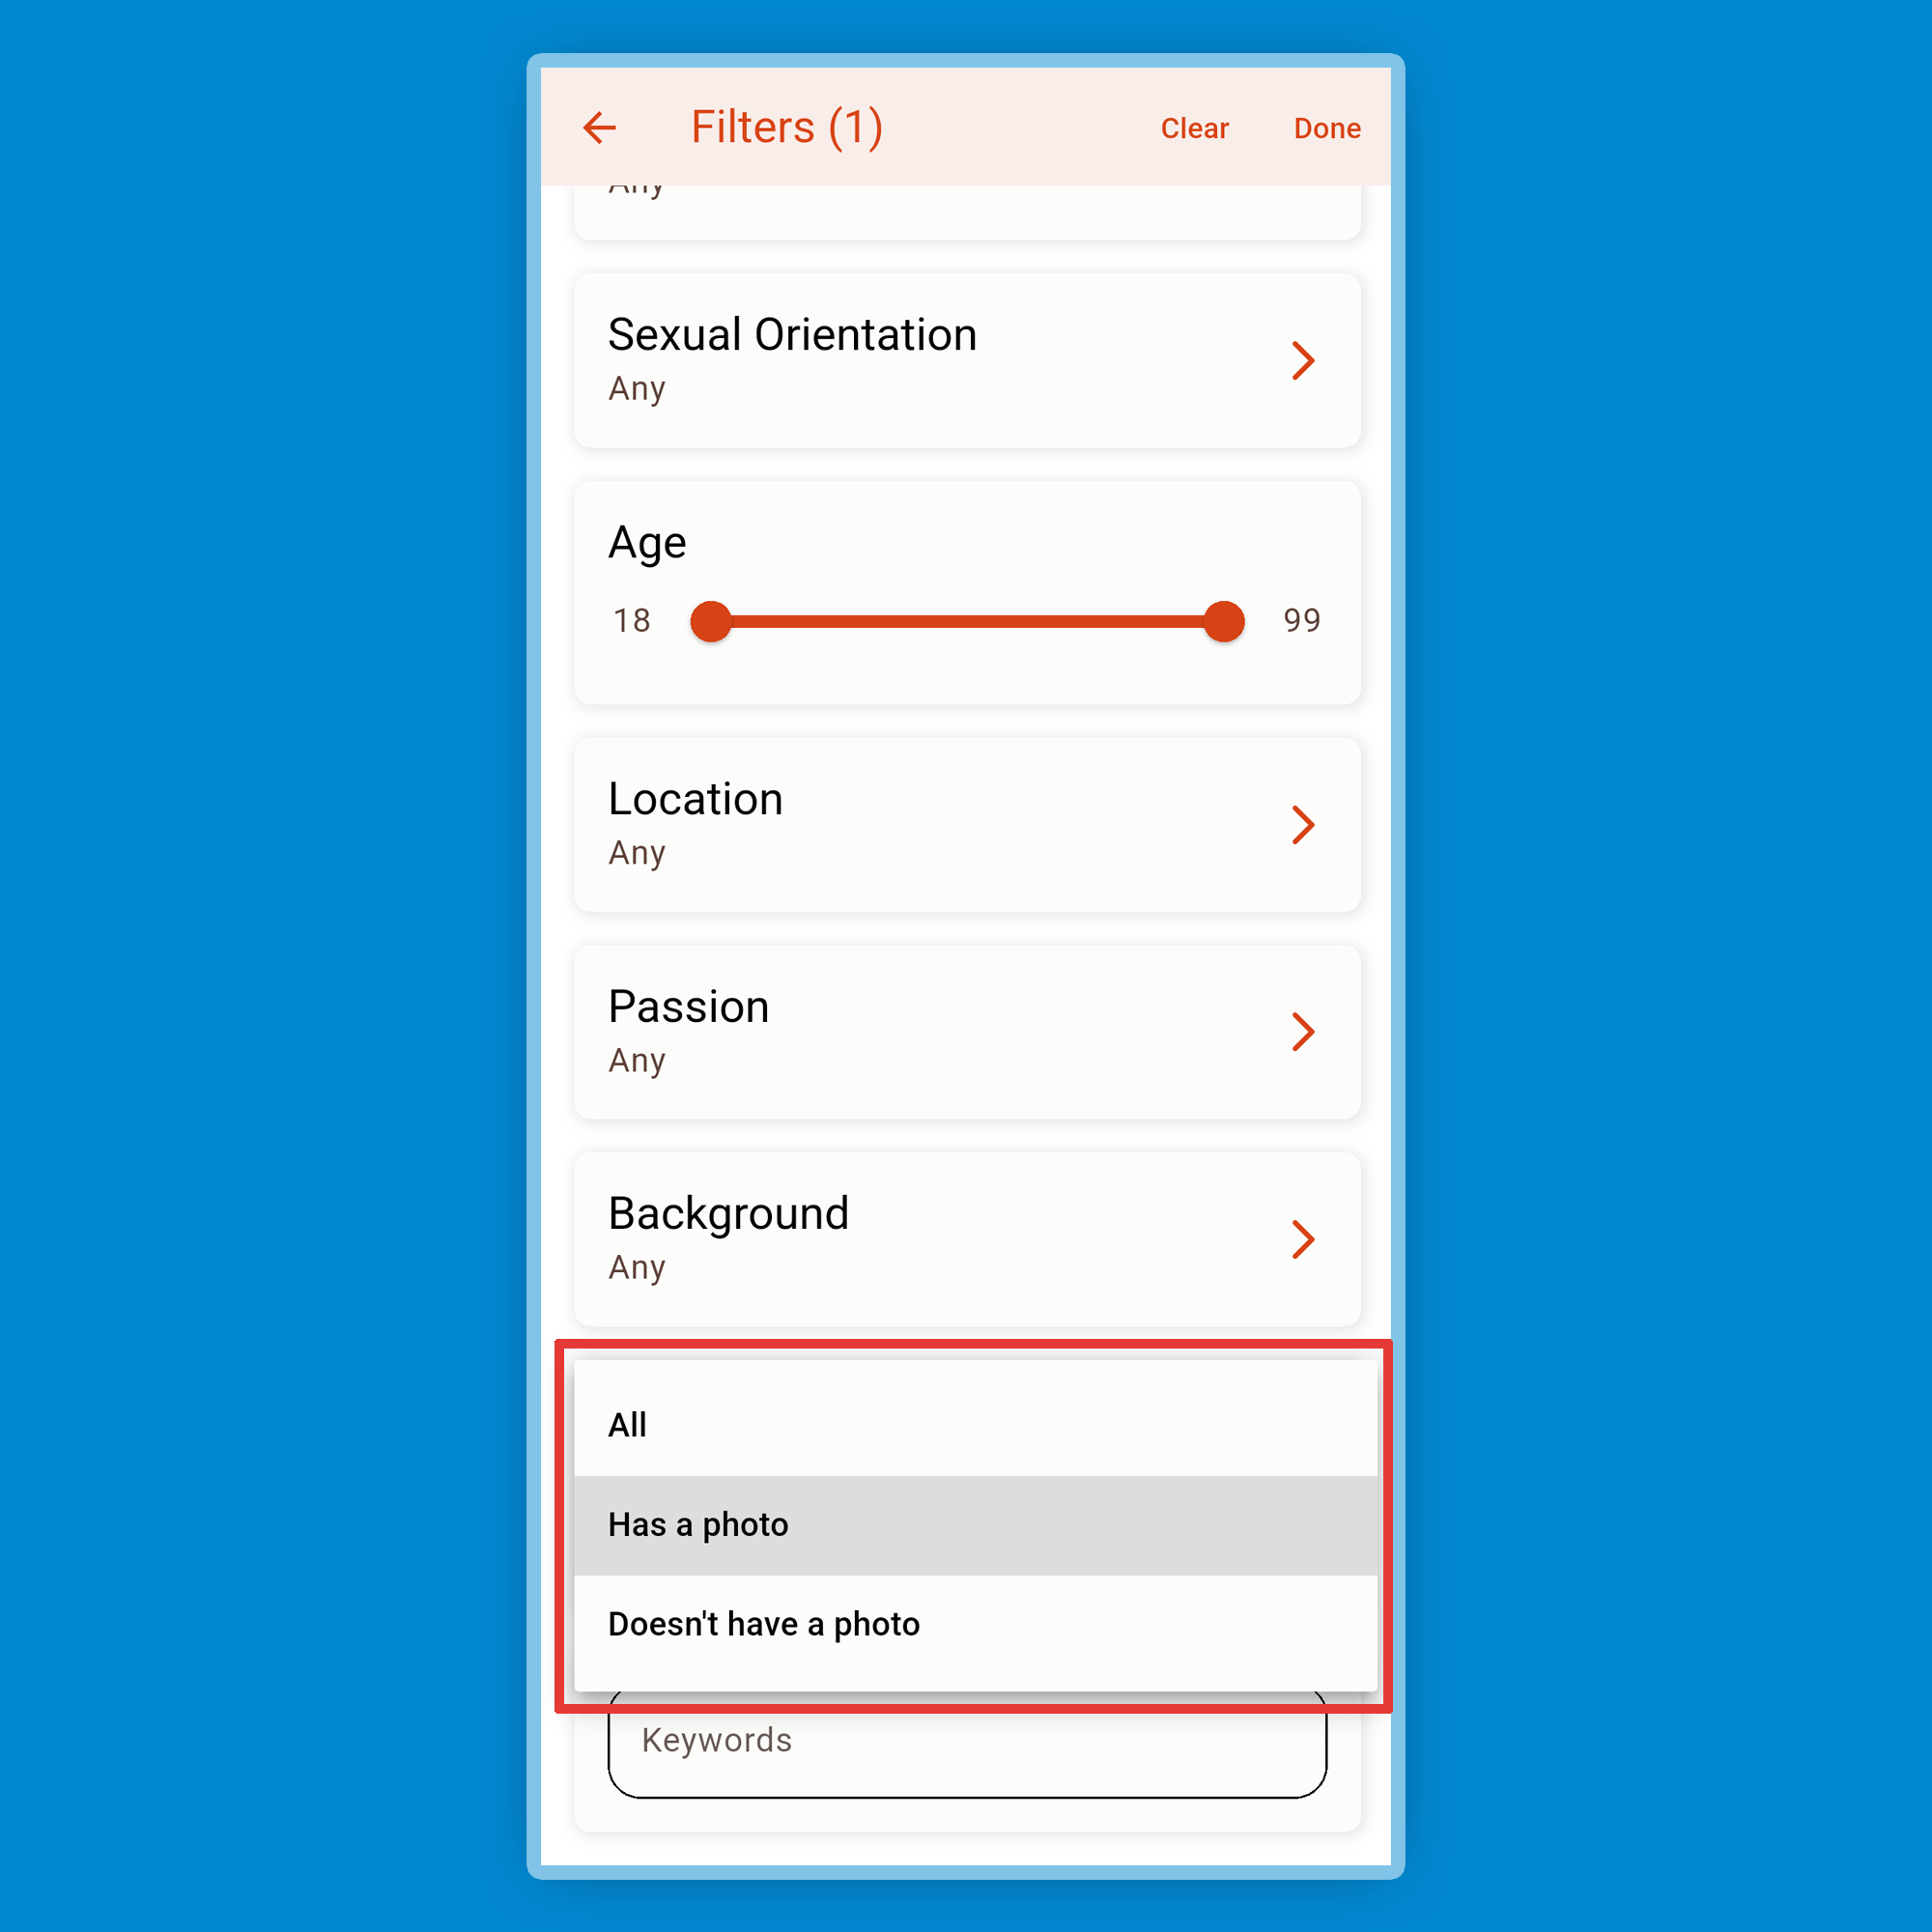 Filters (1)
Clear
Done
Any
Sexual Orientation
Any
Age
18
99
Location
Any
Passion
Any
Background
Any
All
Has a photo
Doesn't have a photo
Keywords